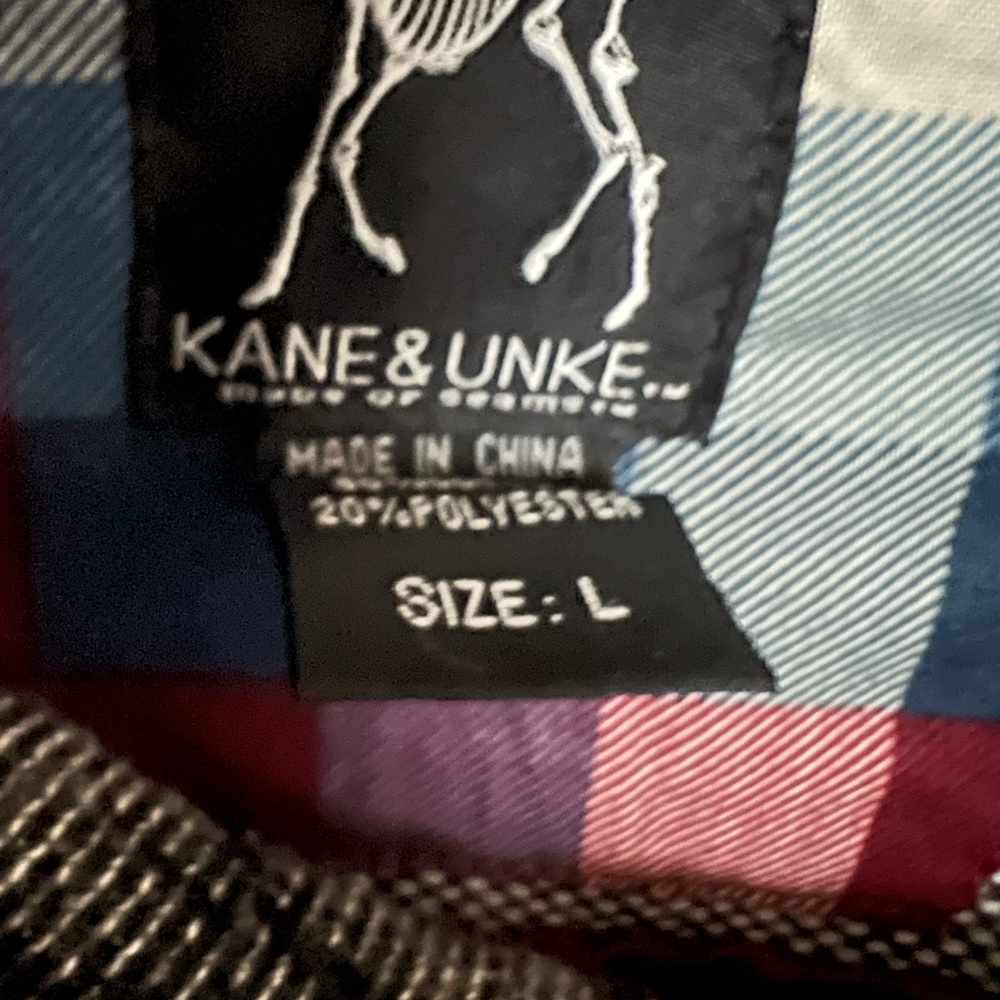 KANE & UNKE
MADE IN CHINA
20%POLYESTER
SIZE: L